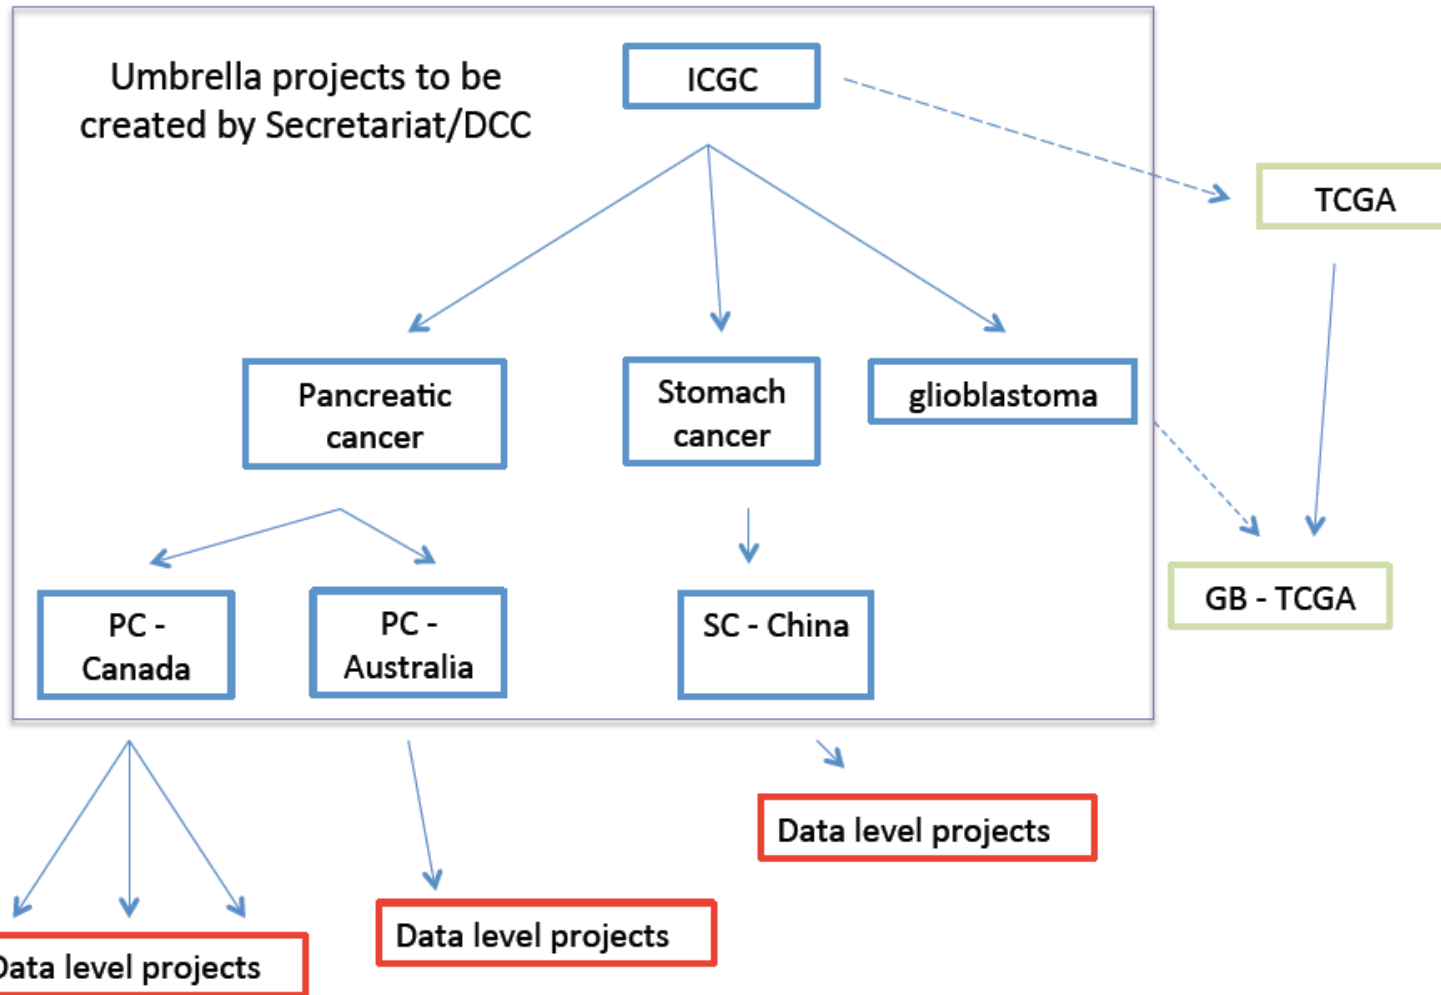 Umbrella projects to be
created by Secretariat/DCC
ICGC
TCGA
Pancreatic
cancer
Stomach
cancer
glioblastoma
PC -
Canada
PC -
Australia
SC - China
GB - TCGA
Data level projects
Data level projects
Data level projects